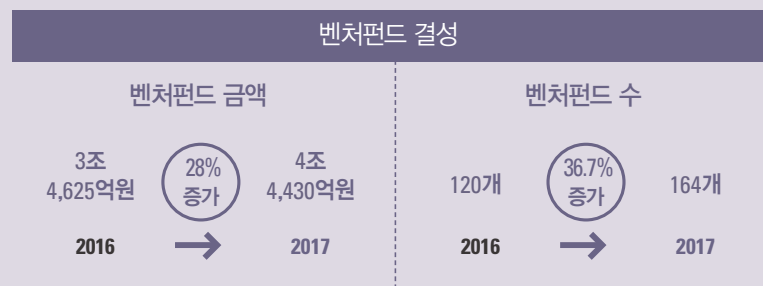 벤처펀드 결성
벤처펀드 금액
3조
4,625억원
28%
증가
4조
4,430억원
2016
2017
벤처펀드 수
120개
36.7%
증가
164개
2016
2017